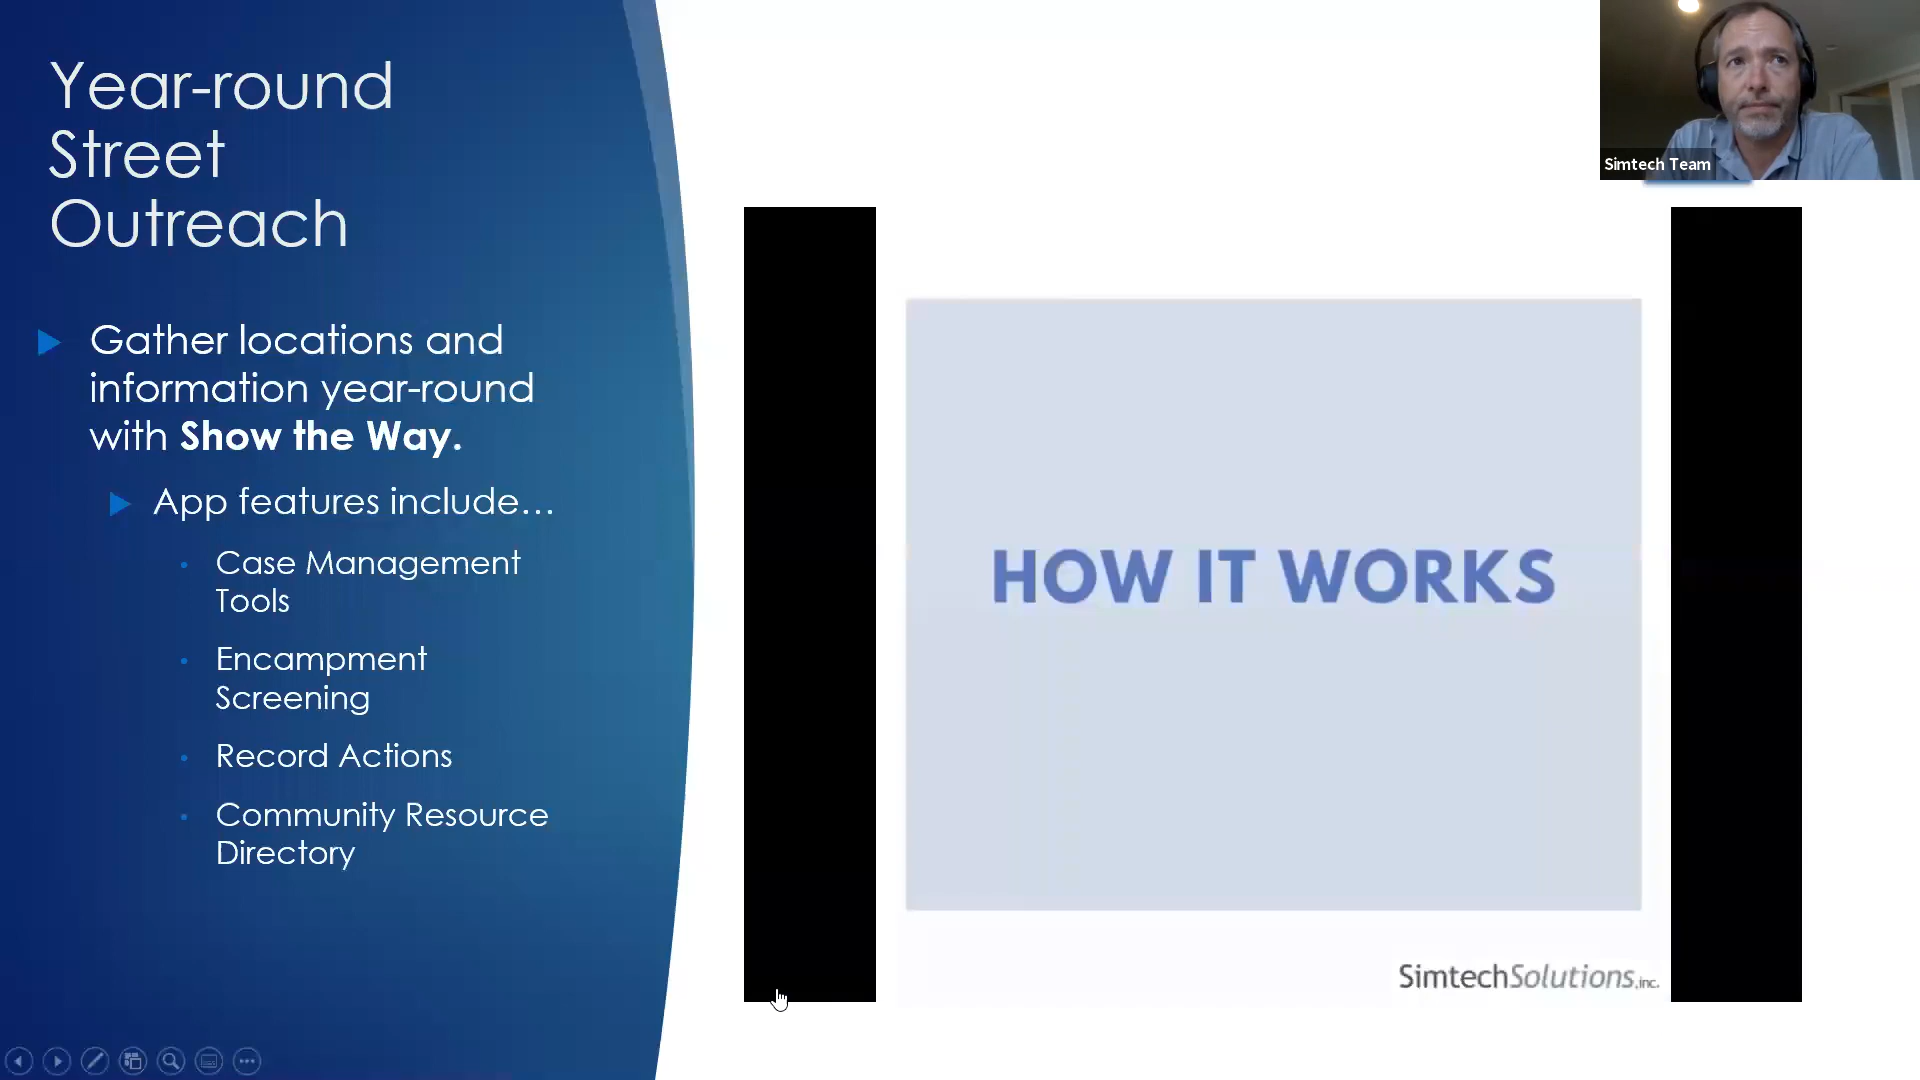 Year-round
Street
Outreach
Gather locations and
information year-round
with Show the Way.
App features include...
Case Management
Tools
Encampment
Screening
Record Actions
Community Resource
Directory
Simtech Team
HOW IT WORKS
SimtechSolutions,inc.